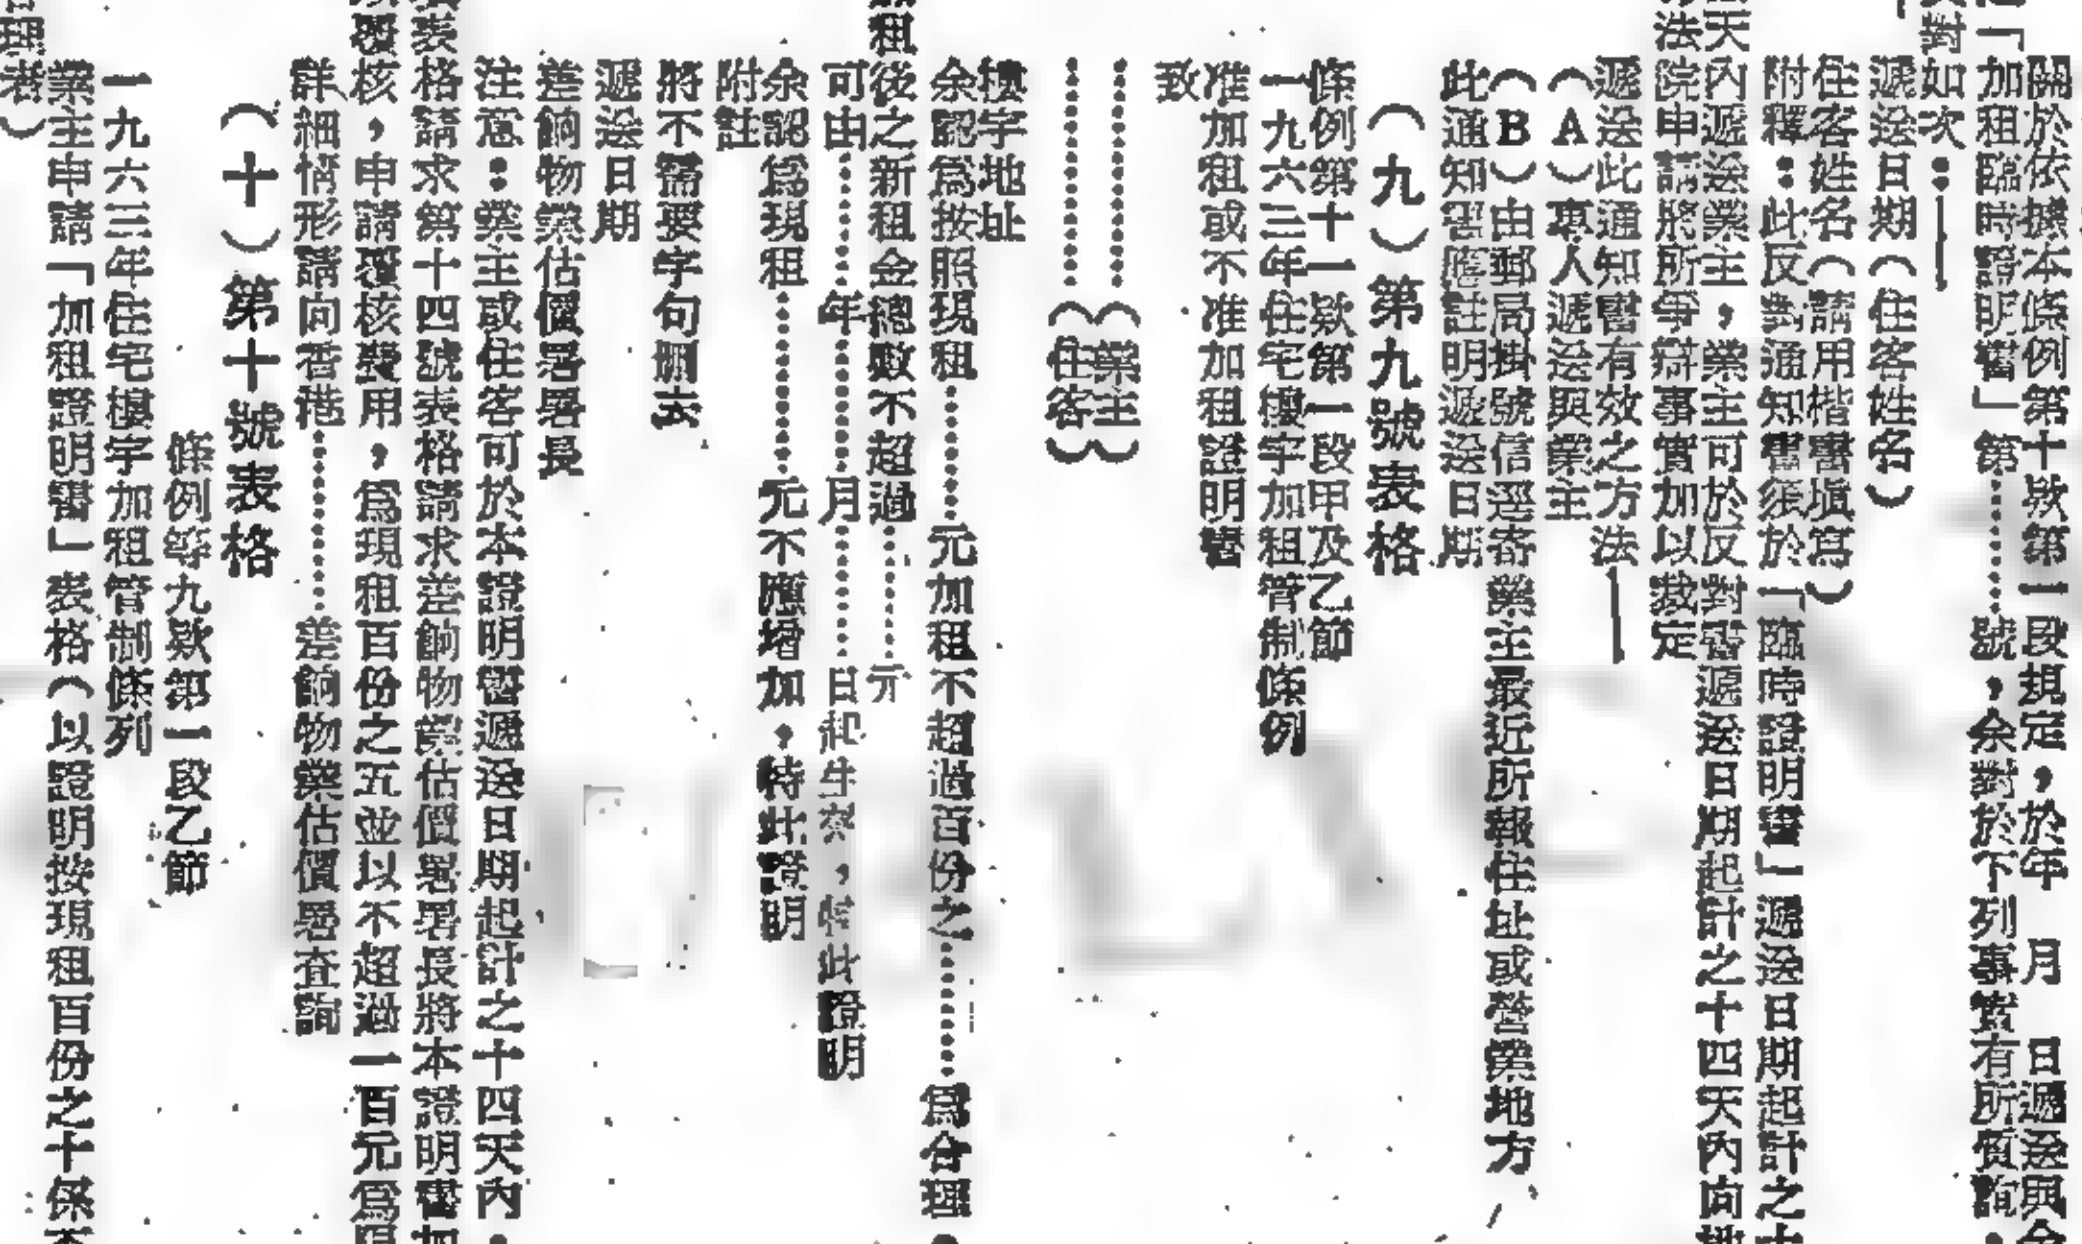 關於依據本條例第十欵第一段規定，於年　月　日遞送與余
之「加租臨時證明書」第………號，余對於下列事實有所質詢，
對如次：——
遞送日期（住客姓名）
住客姓名（請用楷書塡寫）
附釋：此反對通知書須於「臨時證明書」遞送日期起計之十
天內遞送業主，業主可於反對書遞送日期起計之十四天內向地
法院申請將所爭辯事實加以裁定
遞送此通知書有效之方法——
（A）專人遞送與業主
（B）由郵局掛號信逕寄業主最近所報住址或營業地方
此通知書應註明遞送日期
（九）第九號表格
條例第十一欵第一段甲及乙節
一九六三年住宅樓宇加租管制條例
准加租或不准加租證明書
致
…………（業主）
…………（住客）
樓宇地址
余認爲按照現租………元加租不超過百份之………爲合理。
租後之新租金總數不超過………元
可由………年………月………日起生效，特此證明
余認爲現租………元不應增加，特此證明
附註
將不需要字句刪去
遞送日期
差餉物業估價署署長
注意：業主或住客可於本證明書遞送日期起計之十四天內，
表格請求第十四號表格請求差餉物業估價署署長將本證明書加
覆核，申請覆核費用，爲現租百份之五並以不超過一百元爲限
詳細情形請向香港………差餉物業估價署查詢
（十）第十號表格
條例第九欵第一段乙節
一九六三年住宅樓宇加租管制條列
業主申請「加租證明書」表格（以證明按現租百份之十係
理者）